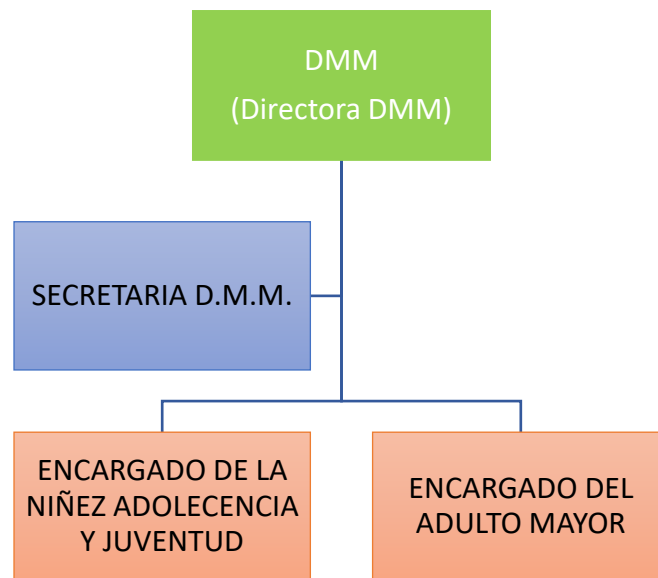 DMM
(Directora DMM)
SECRETARIA D.M.M.
ENCARGADO DE LA
NIÑEZ ADOLECENCIA
Y JUVENTUD
ENCARGADO DEL
ADULTO MAYOR